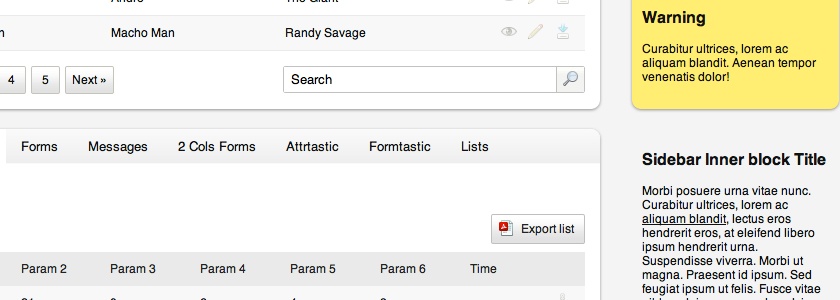 The Giant
Macho Man Randy Savage
4 5 Next »
Search
Warning
Curabitur ultrices, lorem ac
aliquam blandit. Aenean tempor
venenatis dolor!
Forms Messages 2 Cols Forms Attrtastic Formtastic Lists
Export list
Param 2 Param 3 Param 4 Param 5 Param 6 Time
Sidebar Inner block Title
Morbi posuere urna vitae nunc.
Curabitur ultrices, lorem ac
aliquam blandit, lectus eros
hendrerit eros, at eleifend libero
ipsum hendrerit urna.
Suspendisse viverra. Morbi ut
magna. Praesent id ipsum. Sed
feugiat ipsum ut felis. Fusce vitae